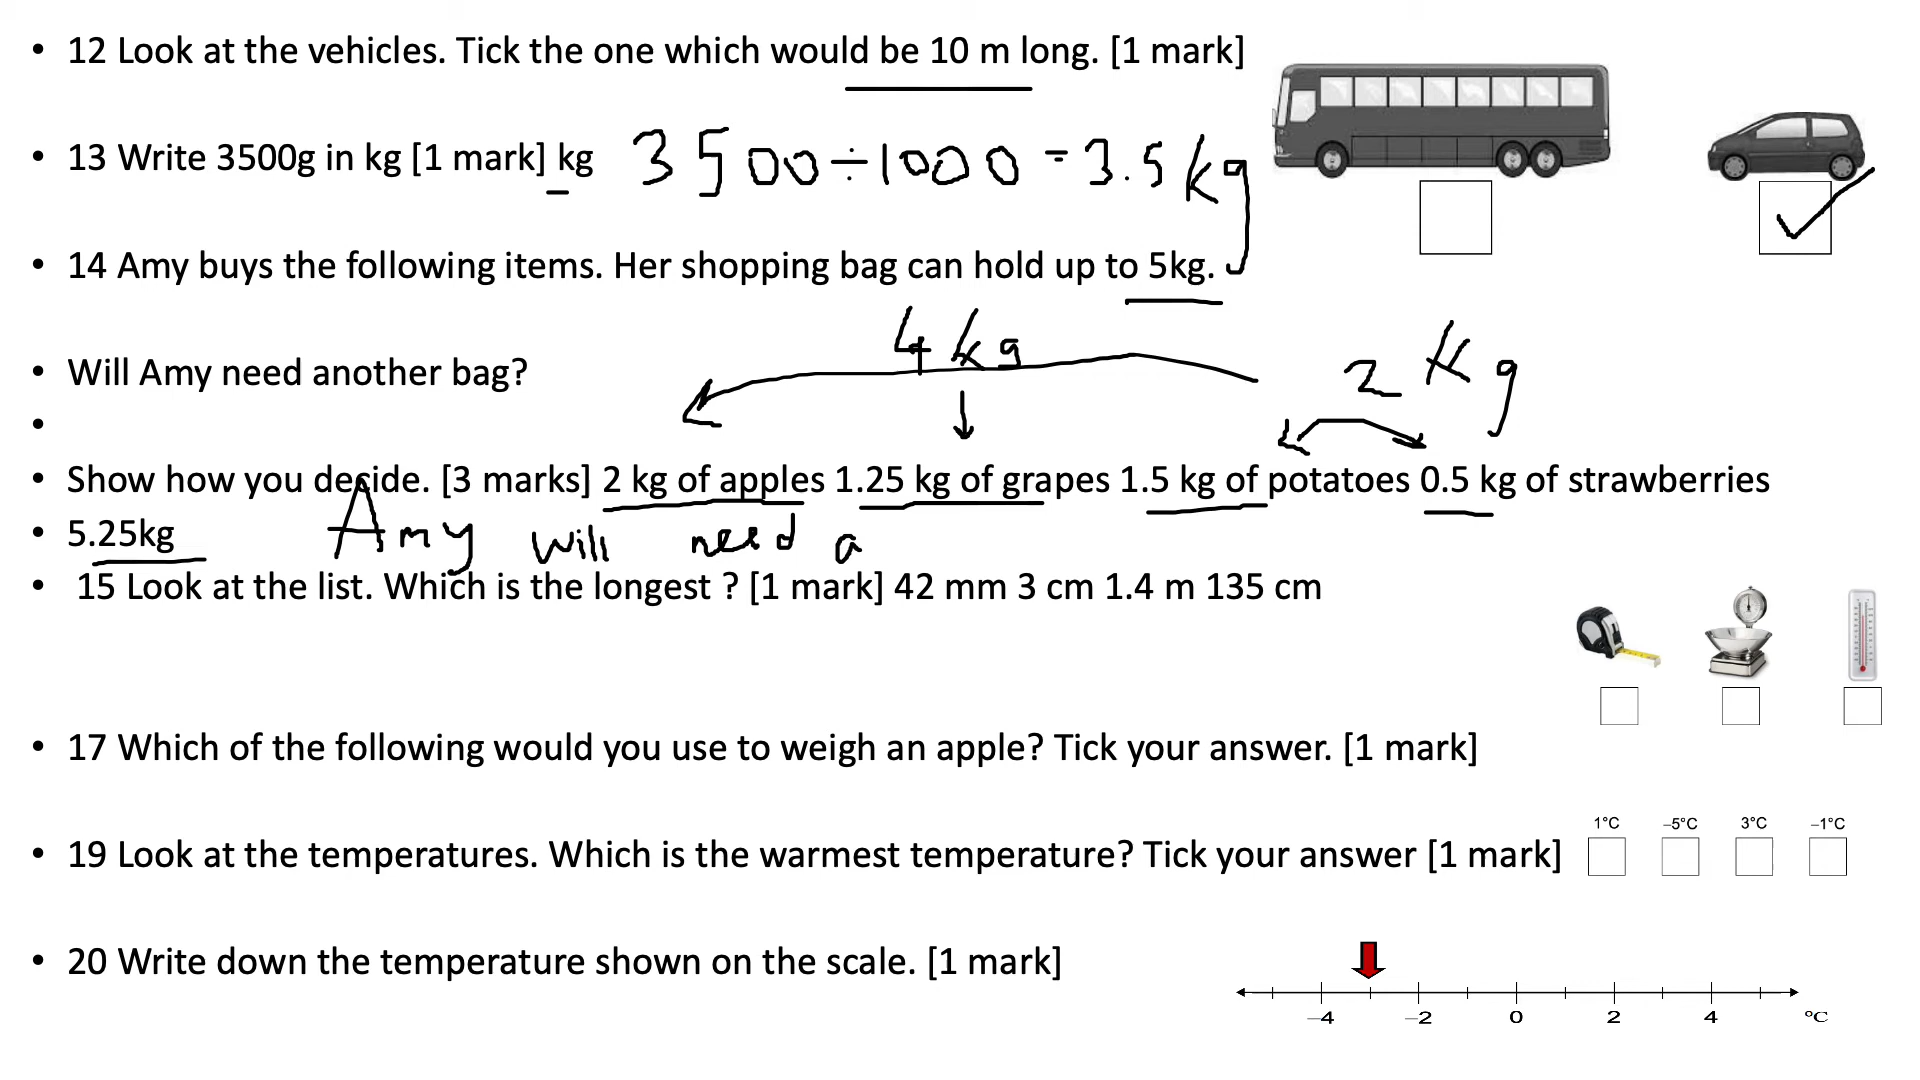 • 12 Look at the vehicles. Tick the one which would be 10 m long. [1 mark]
• 13 Write 3500g in kg [1 mark] kg 3500÷1000=3.5kg
• 14 Amy buys the following items. Her shopping bag can hold up to 5kg.
4 kg
2 kg
• Will Amy need another bag?
•
• Show how you decide. [3 marks] 2 kg of apples 1.25 kg of grapes 1.5 kg of potatoes 0.5 kg of strawberries
• 5.25kg Amy will need a
• 15 Look at the list. Which is the longest ? [1 mark] 42 mm 3 cm 1.4 m 135 cm
• 17 Which of the following would you use to weigh an apple? Tick your answer. [1 mark]
1°C –5°C 3°C –1°C
• 19 Look at the temperatures. Which is the warmest temperature? Tick your answer [1 mark]
• 20 Write down the temperature shown on the scale. [1 mark]
–4 –2 0 2 4 °C